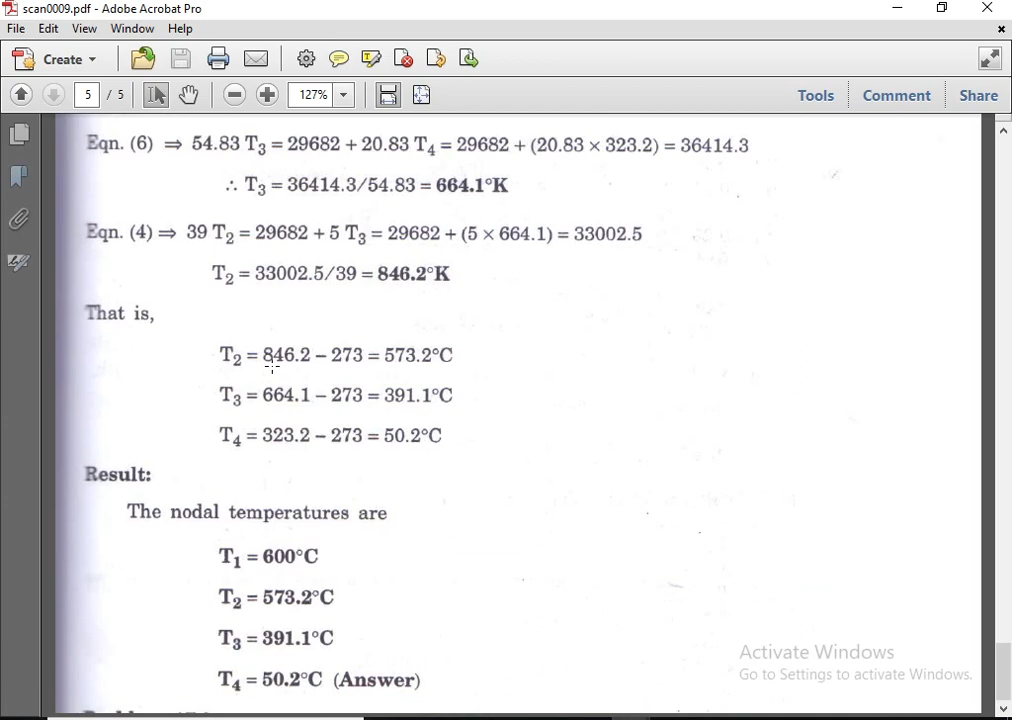 scan0009.pdf - Adobe Acrobat Pro
File Edit View Window Help
Create
5 / 5 127% Tools Comment Share
Eqn. (6) ⇒ 54.83 T₃ = 29682 + 20.83 T₄ = 29682 + (20.83 × 323.2) = 36414.3
∴ T₃ = 36414.3/54.83 = 664.1°K
Eqn. (4) ⇒ 39 T₂ = 29682 + 5 T₃ = 29682 + (5 × 664.1) = 33002.5
T₂ = 33002.5/39 = 846.2°K
That is,
T₂ = 846.2 – 273 = 573.2°C
T₃ = 664.1 – 273 = 391.1°C
T₄ = 323.2 – 273 = 50.2°C
Result:
The nodal temperatures are
T₁ = 600°C
T₂ = 573.2°C
T₃ = 391.1°C
T₄ = 50.2°C (Answer)
Activate Windows
Go to Settings to activate Windows.